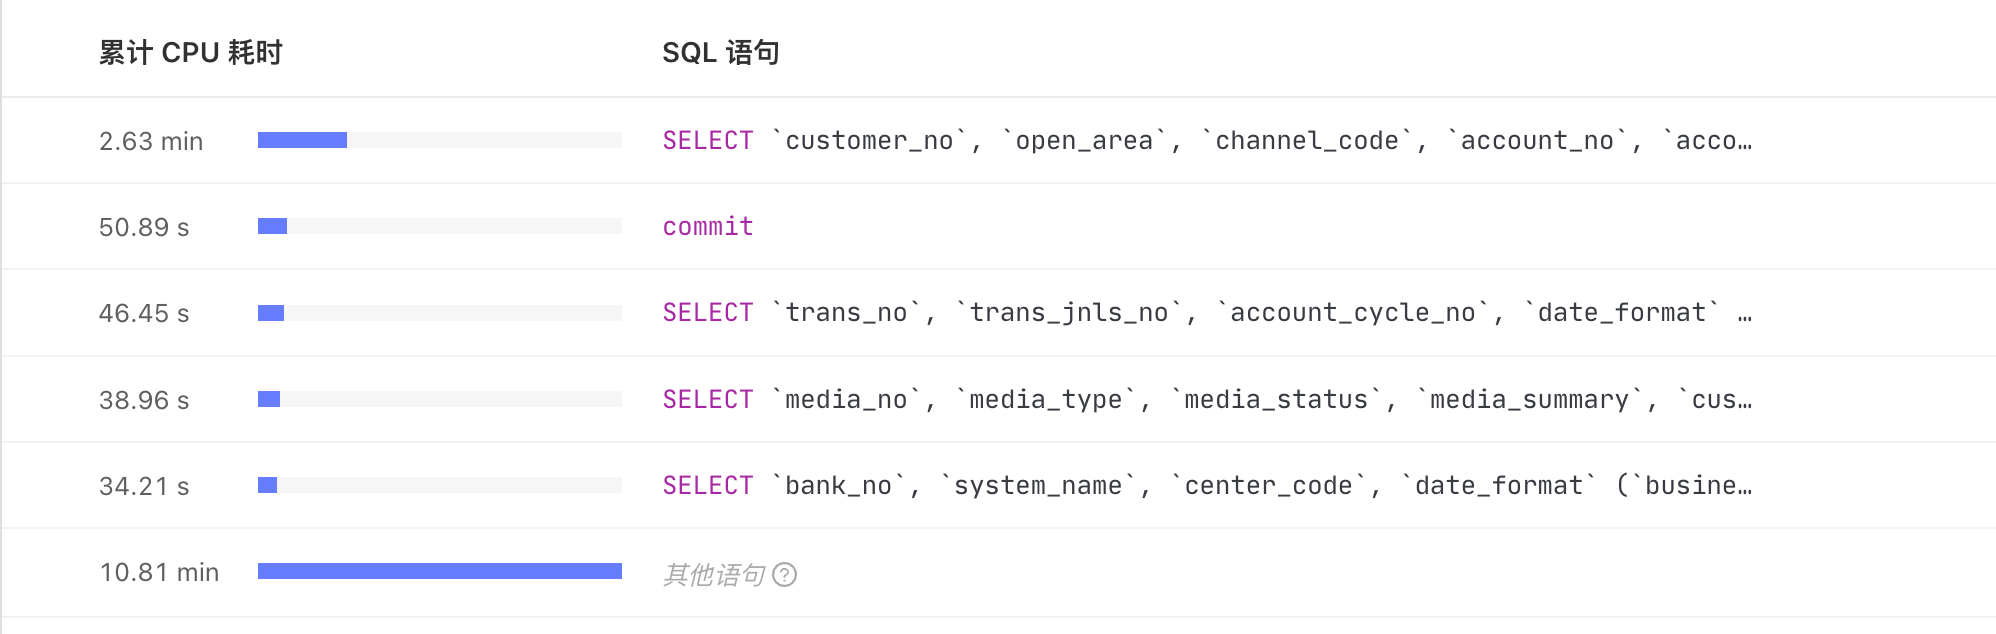 累计 CPU 耗时 SQL 语句
2.63 min SELECT `customer_no`, `open_area`, `channel_code`, `account_no`, `acco…
50.89 s commit
46.45 s SELECT `trans_no`, `trans_jnls_no`, `account_cycle_no`, `date_format` …
38.96 s SELECT `media_no`, `media_type`, `media_status`, `media_summary`, `cus…
34.21 s SELECT `bank_no`, `system_name`, `center_code`, `date_format` (`busine…
10.81 min 其他语句 ?